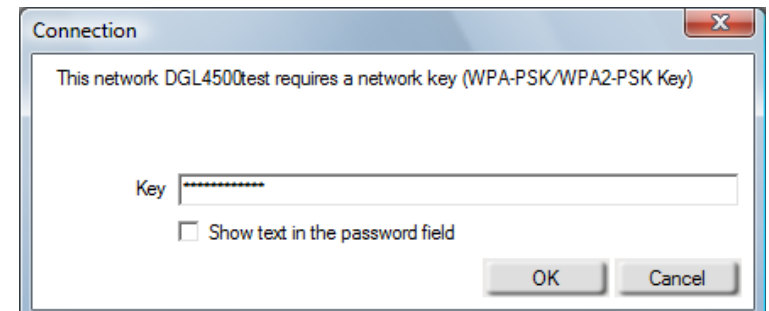 Connection
This network DGL4500test requires a network key (WPA-PSK/WPA2-PSK Key)
Key ************
Show text in the password field
OK Cancel